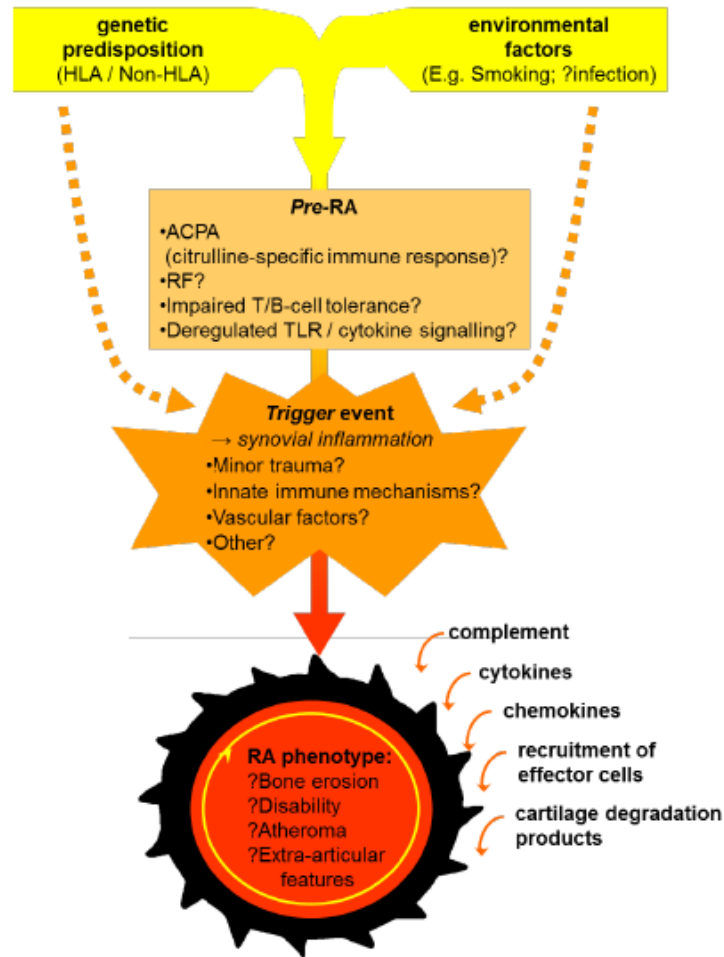 genetic
predisposition
(HLA / Non-HLA)
environmental
factors
(E.g. Smoking; ?infection)
Pre-RA
•ACPA
(citrulline-specific immune response)?
•RF?
•Impaired T/B-cell tolerance?
•Deregulated TLR / cytokine signalling?
Trigger event
→ synovial inflammation
•Minor trauma?
•Innate immune mechanisms?
•Vascular factors?
•Other?
complement
cytokines
chemokines
recruitment of
effector cells
cartilage degradation
products
RA phenotype:
?Bone erosion
?Disability
?Atheroma
?Extra-articular
features